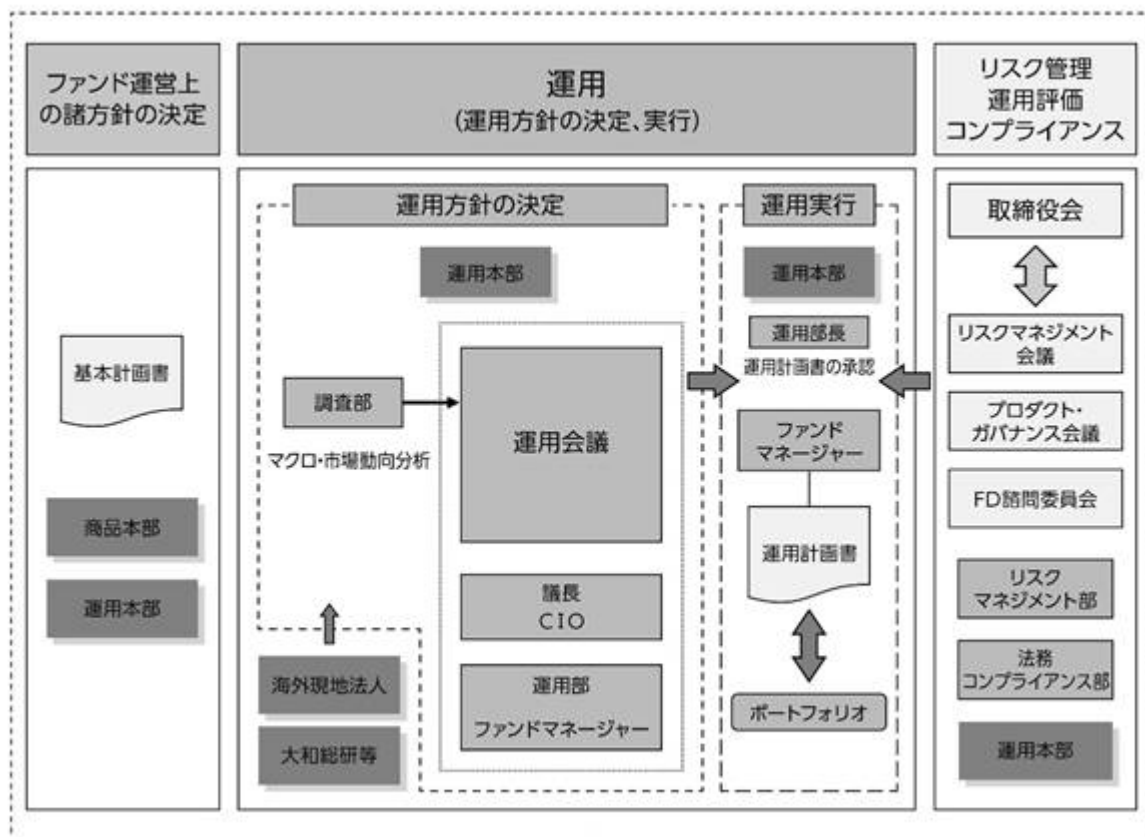 ファンド運営上
の諸方針の決定
基本計画書
商品本部
運用本部
運用
(運用方針の決定、実行)
運用方針の決定
運用本部
調査部
マクロ・市場動向分析
運用会議
議長
CIO
運用部
ファンドマネージャー
海外現地法人
大和総研等
運用実行
運用本部
運用部長
運用計画書の承認
ファンド
マネージャー
運用計画書
ポートフォリオ
リスク管理
運用評価
コンプライアンス
取締役会
リスクマネジメント
会議
プロダクト・
ガバナンス会議
FD諮問委員会
リスク
マネジメント部
法務
コンプライアンス部
運用本部